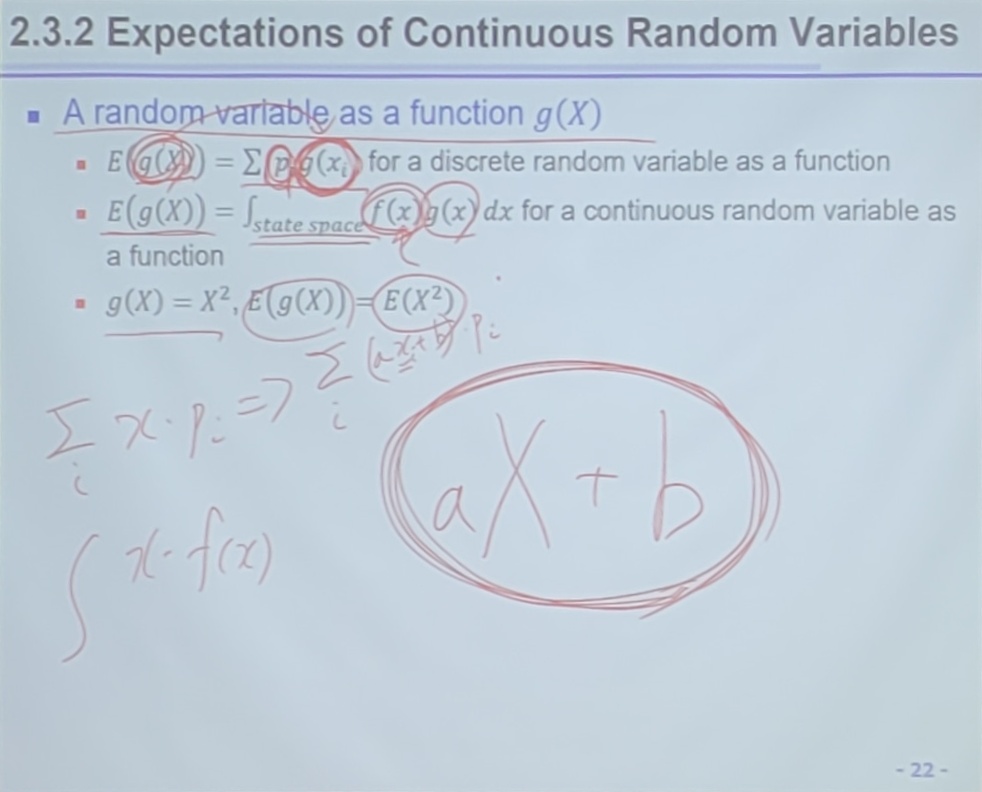 2.3.2 Expectations of Continuous Random Variables
A random variable as a function g(X)
E(g(X)) = Σ pᵢg(xᵢ) for a discrete random variable as a function
E(g(X)) = ∫state space f(x)g(x) dx for a continuous random variable as
a function
g(X) = X², E(g(X))=E(X²)
Σ i x·pᵢ => Σ i (axᵢ+b)·pᵢ
aX + b
∫ x·f(x)
- 22 -